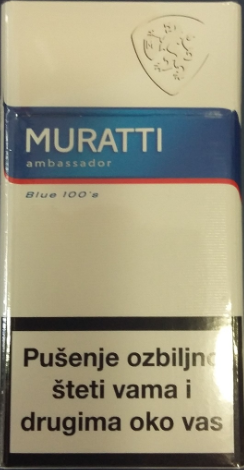 MURATTI
ambassador
Blue 100's
Pušenje ozbiljno
šteti vama i
drugima oko vas